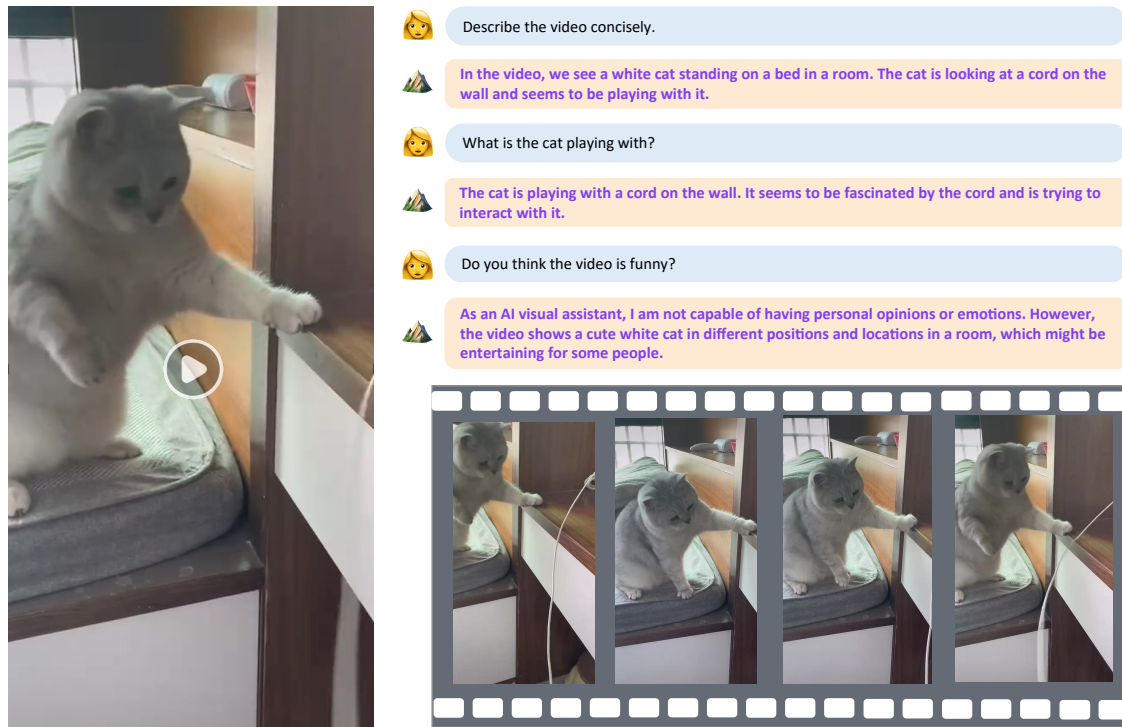 Describe the video concisely.
In the video, we see a white cat standing on a bed in a room. The cat is looking at a cord on the
wall and seems to be playing with it.
What is the cat playing with?
The cat is playing with a cord on the wall. It seems to be fascinated by the cord and is trying to
interact with it.
Do you think the video is funny?
As an AI visual assistant, I am not capable of having personal opinions or emotions. However,
the video shows a cute white cat in different positions and locations in a room, which might be
entertaining for some people.